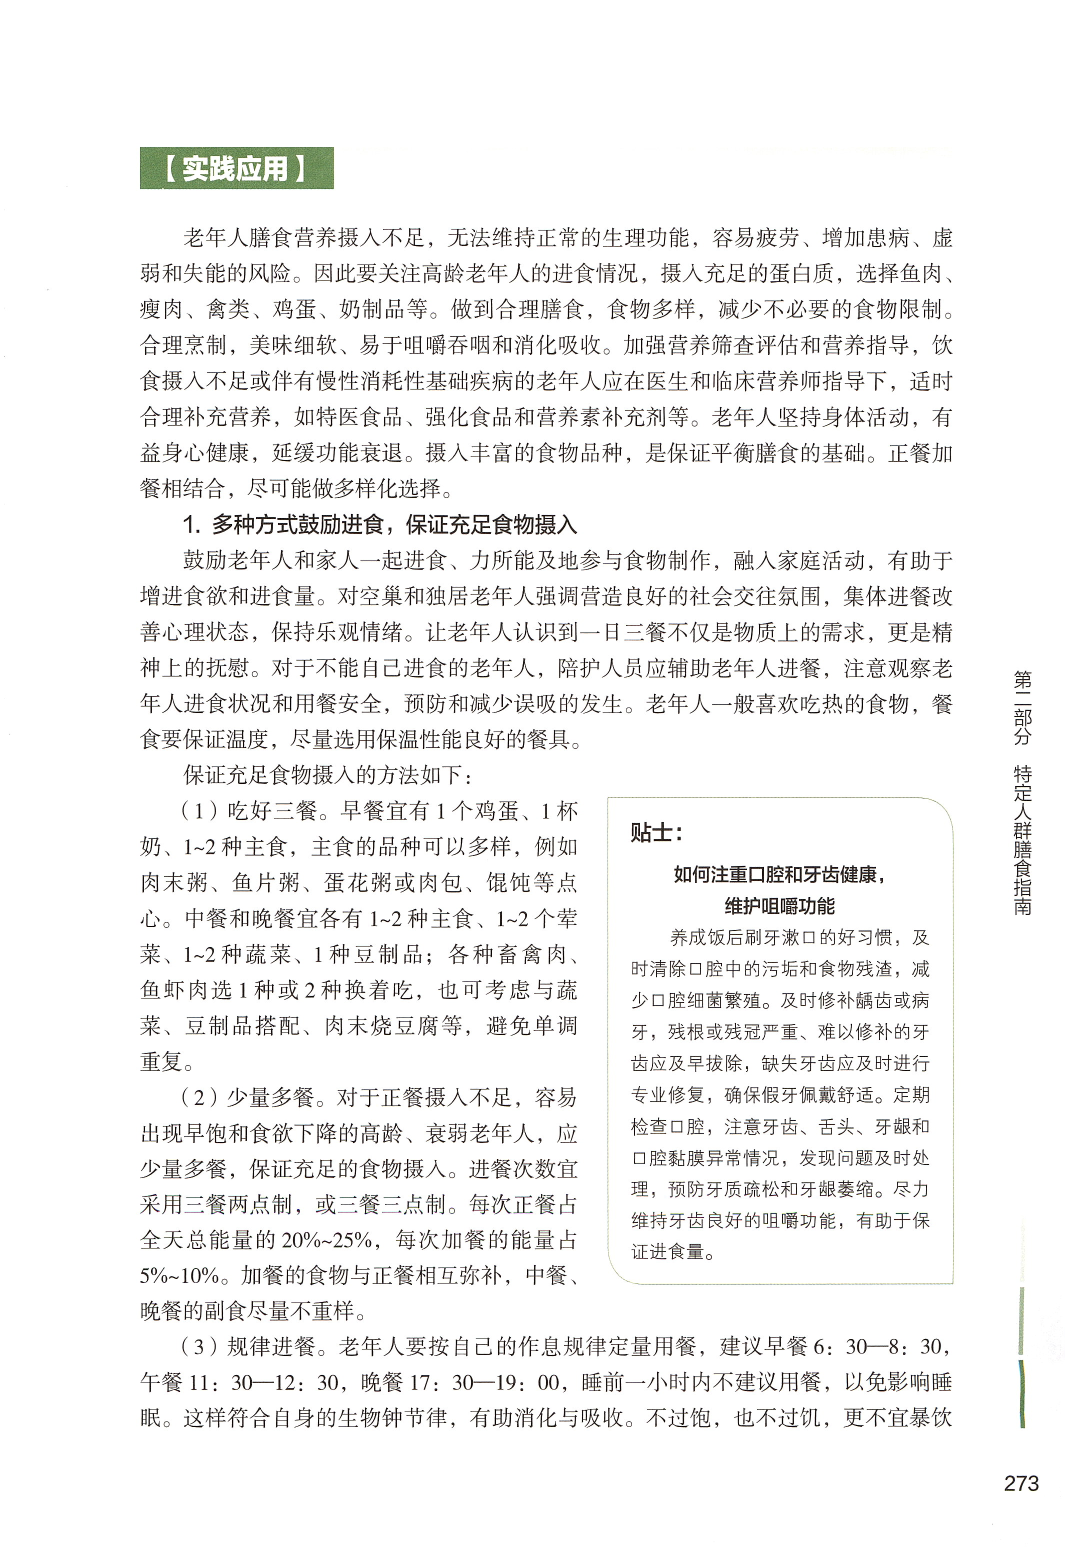 【实践应用】
老年人膳食营养摄入不足，无法维持正常的生理功能，容易疲劳、增加患病、虚
弱和失能的风险。因此要关注高龄老年人的进食情况，摄入充足的蛋白质，选择鱼肉、
瘦肉、禽类、鸡蛋、奶制品等。做到合理膳食，食物多样，减少不必要的食物限制。
合理烹制，美味细软、易于咀嚼吞咽和消化吸收。加强营养筛查评估和营养指导，饮
食摄入不足或伴有慢性消耗性基础疾病的老年人应在医生和临床营养师指导下，适时
合理补充营养，如特医食品、强化食品和营养素补充剂等。老年人坚持身体活动，有
益身心健康，延缓功能衰退。摄入丰富的食物品种，是保证平衡膳食的基础。正餐加
餐相结合，尽可能做多样化选择。
1. 多种方式鼓励进食，保证充足食物摄入
鼓励老年人和家人一起进食、力所能及地参与食物制作，融入家庭活动，有助于
增进食欲和进食量。对空巢和独居老年人强调营造良好的社会交往氛围，集体进餐改
善心理状态，保持乐观情绪。让老年人认识到一日三餐不仅是物质上的需求，更是精
神上的抚慰。对于不能自己进食的老年人，陪护人员应辅助老年人进餐，注意观察老
年人进食状况和用餐安全，预防和减少误吸的发生。老年人一般喜欢吃热的食物，餐
食要保证温度，尽量选用保温性能良好的餐具。
保证充足食物摄入的方法如下：
（1）吃好三餐。早餐宜有 1 个鸡蛋、1 杯
奶、1~2 种主食，主食的品种可以多样，例如
肉末粥、鱼片粥、蛋花粥或肉包、馄饨等点
心。中餐和晚餐宜各有 1~2 种主食、1~2 个荤
菜、1~2 种蔬菜、1 种豆制品；各种畜禽肉、
鱼虾肉选 1 种或 2 种换着吃，也可考虑与蔬
菜、豆制品搭配、肉末烧豆腐等，避免单调
重复。
（2）少量多餐。对于正餐摄入不足，容易
出现早饱和食欲下降的高龄、衰弱老年人，应
少量多餐，保证充足的食物摄入。进餐次数宜
采用三餐两点制，或三餐三点制。每次正餐占
全天总能量的 20%~25%，每次加餐的能量占
5%~10%。加餐的食物与正餐相互弥补，中餐、
晚餐的副食尽量不重样。
贴士：
如何注重口腔和牙齿健康，
维护咀嚼功能
养成饭后刷牙漱口的好习惯，及
时清除口腔中的污垢和食物残渣，减
少口腔细菌繁殖。及时修补龋齿或病
牙，残根或残冠严重、难以修补的牙
齿应及早拔除，缺失牙齿应及时进行
专业修复，确保假牙佩戴舒适。定期
检查口腔，注意牙齿、舌头、牙龈和
口腔黏膜异常情况，发现问题及时处
理，预防牙质疏松和牙龈萎缩。尽力
维持牙齿良好的咀嚼功能，有助于保
证进食量。
（3）规律进餐。老年人要按自己的作息规律定量用餐，建议早餐 6：30—8：30，
午餐 11：30—12：30，晚餐 17：30—19：00，睡前一小时内不建议用餐，以免影响睡
眠。这样符合自身的生物钟节律，有助消化与吸收。不过饱，也不过饥，更不宜暴饮
第二部分 特定人群膳食指南
273